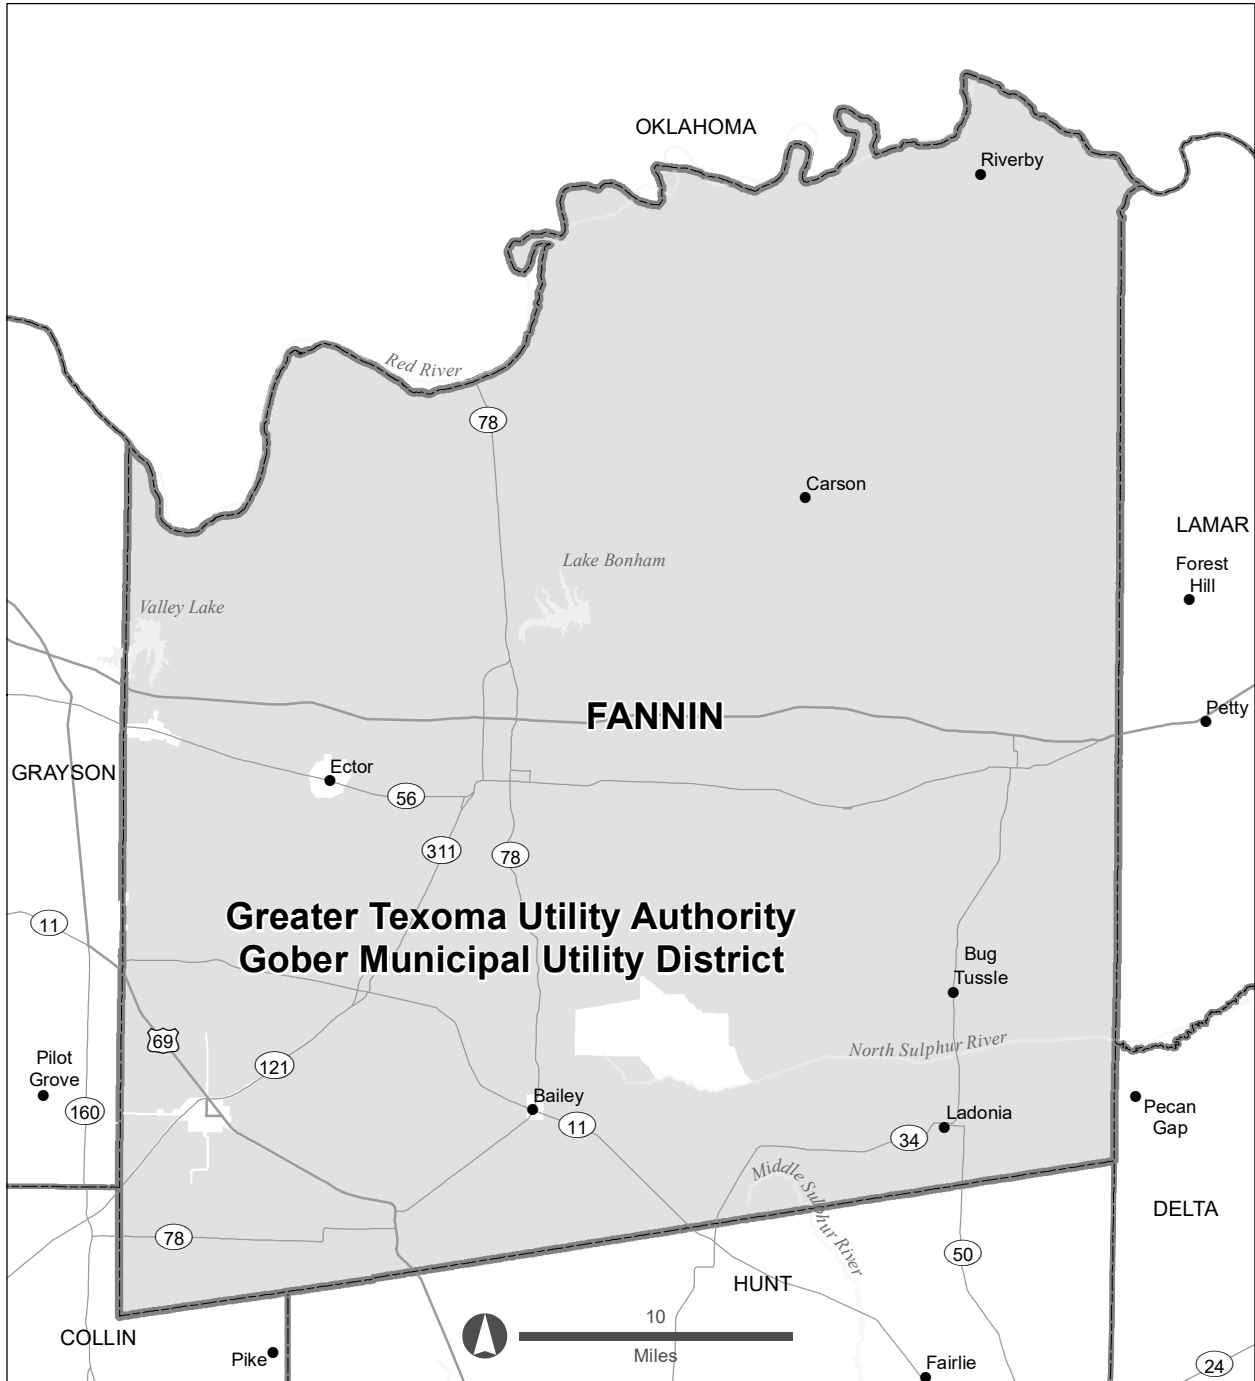 OKLAHOMA
Riverby
Red River
78
Carson
LAMAR
Forest
Hill
Lake Bonham
Valley Lake
FANNIN
Petty
GRAYSON
Ector
56
311
78
11
Greater Texoma Utility Authority
Gober Municipal Utility District
Bug
Tussle
69
North Sulphur River
Pilot
Grove
121
160
Bailey
11
Ladonia
34
Pecan
Gap
Middle Sulphur River
DELTA
78
50
HUNT
10
Miles
COLLIN
Pike
Fairlie
24